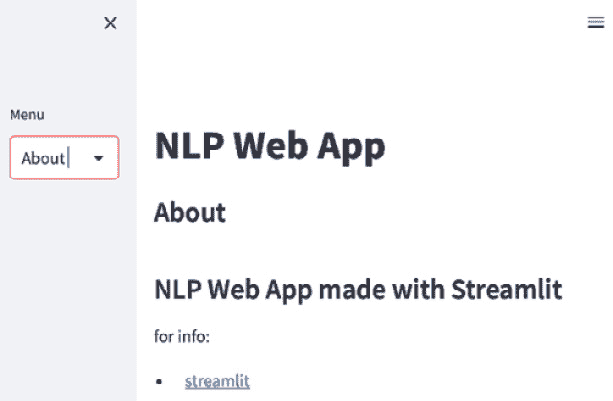 Menu
About
NLP Web App
About
NLP Web App made with Streamlit
for info:
streamlit